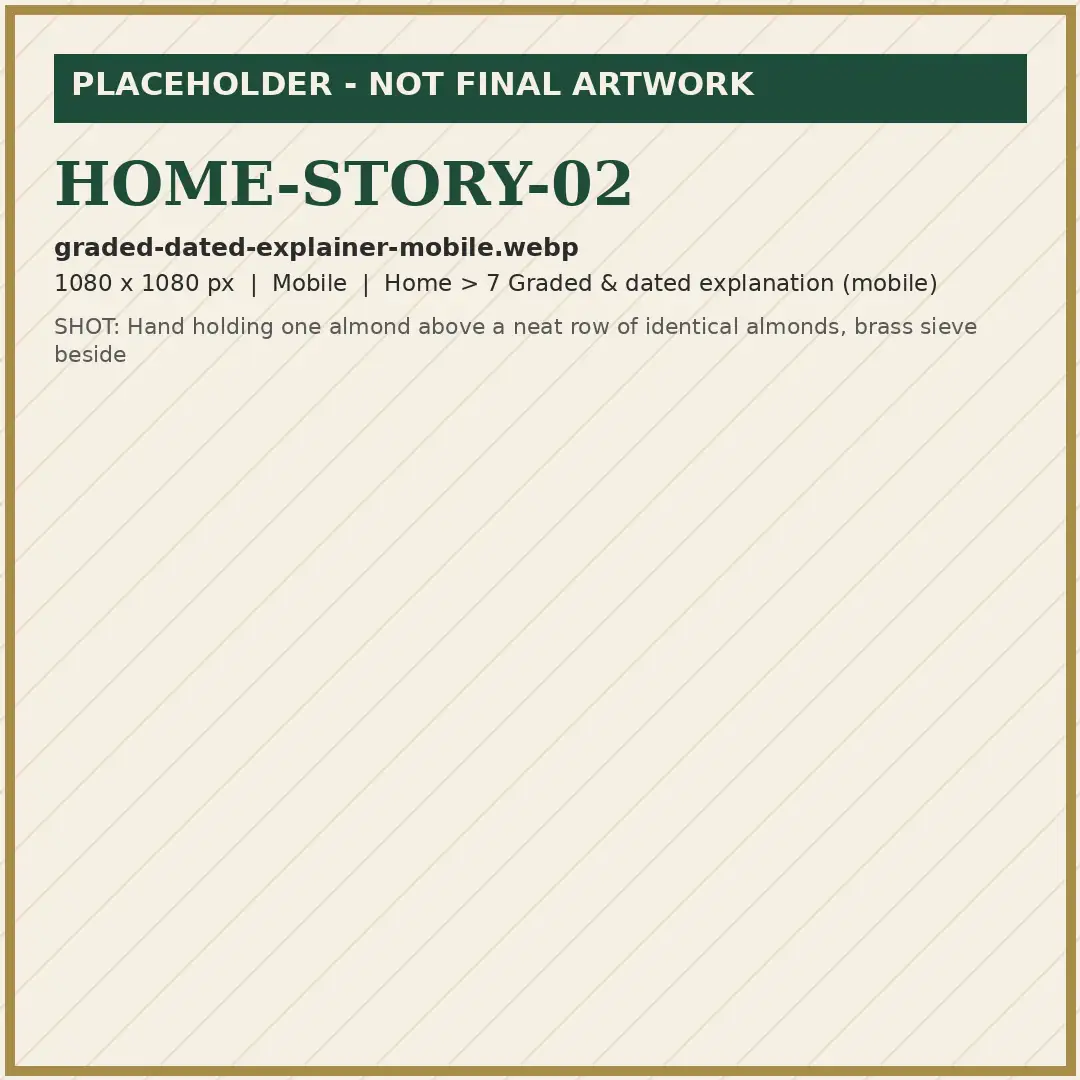 PLACEHOLDER - NOT FINAL ARTWORK
HOME-STORY-02
graded-dated-explainer-mobile.webp
1080 x 1080 px | Mobile | Home > 7 Graded & dated explanation (mobile)
SHOT: Hand holding one almond above a neat row of identical almonds, brass sieve
beside